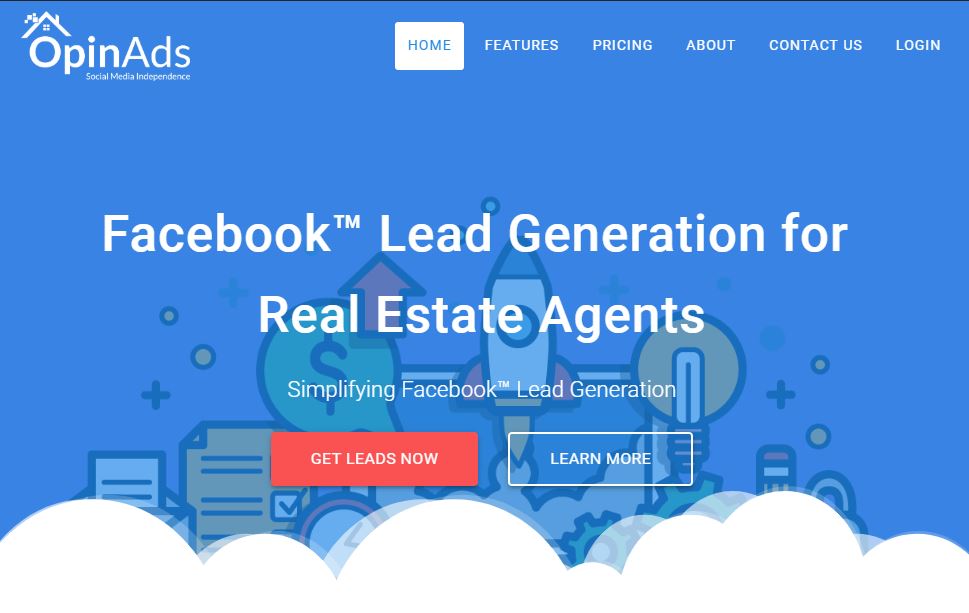 OpinAds
Social Media Independence
HOME FEATURES PRICING ABOUT CONTACT US LOGIN
Facebook™ Lead Generation for
Real Estate Agents
Simplifying Facebook™ Lead Generation
GET LEADS NOW LEARN MORE